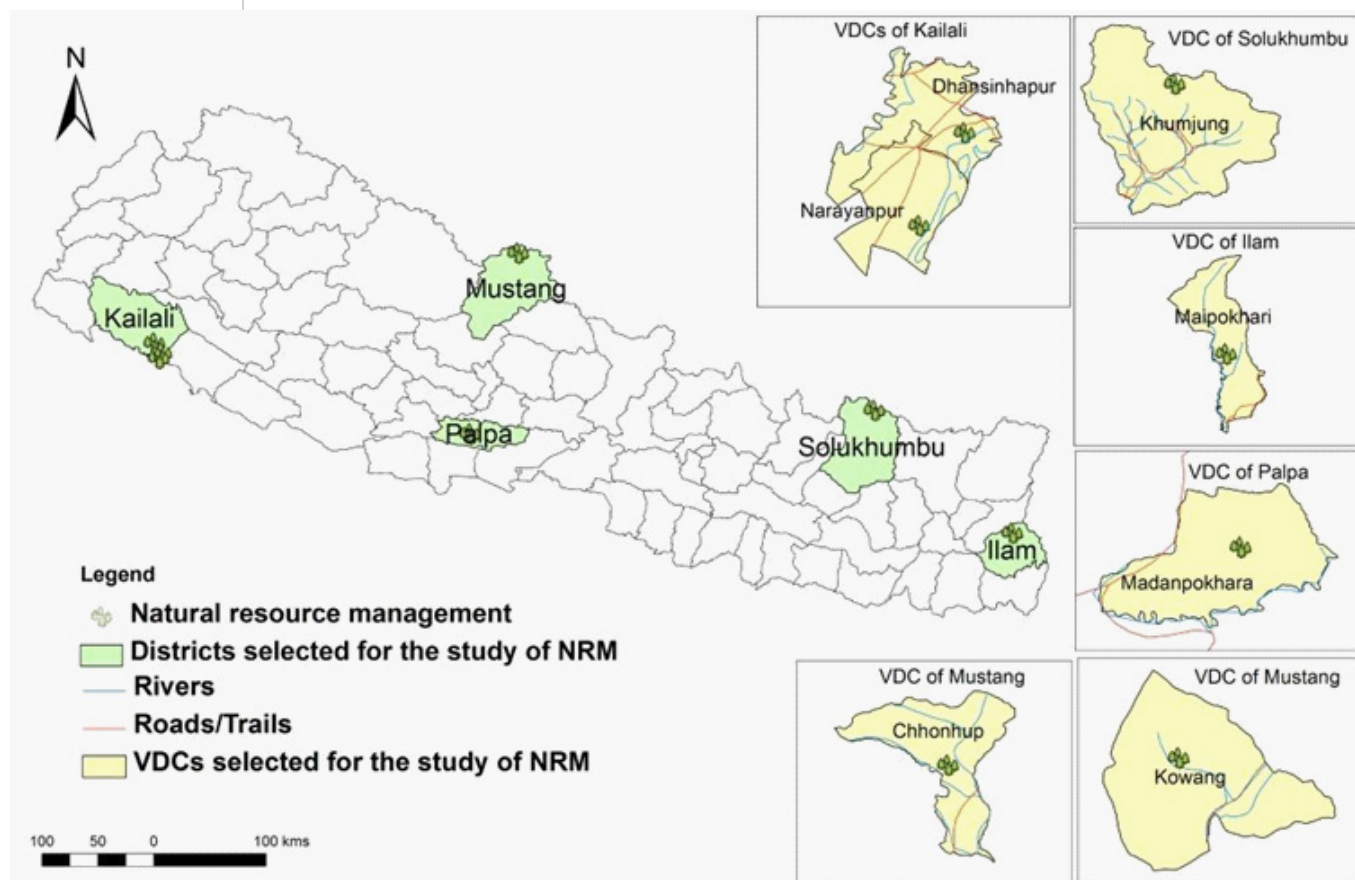 N
Kailali
Mustang
Palpa
Solukhumbu
Ilam
Legend
Natural resource management
Districts selected for the study of NRM
Rivers
Roads/Trails
VDCs selected for the study of NRM
100 50 0 100 kms
VDCs of Kailali
Dhansinhapur
Narayanpur
VDC of Solukhumbu
Khumjung
VDC of Ilam
Maipokhari
VDC of Palpa
Madanpokhara
VDC of Mustang
Chhonhup
VDC of Mustang
Kowang